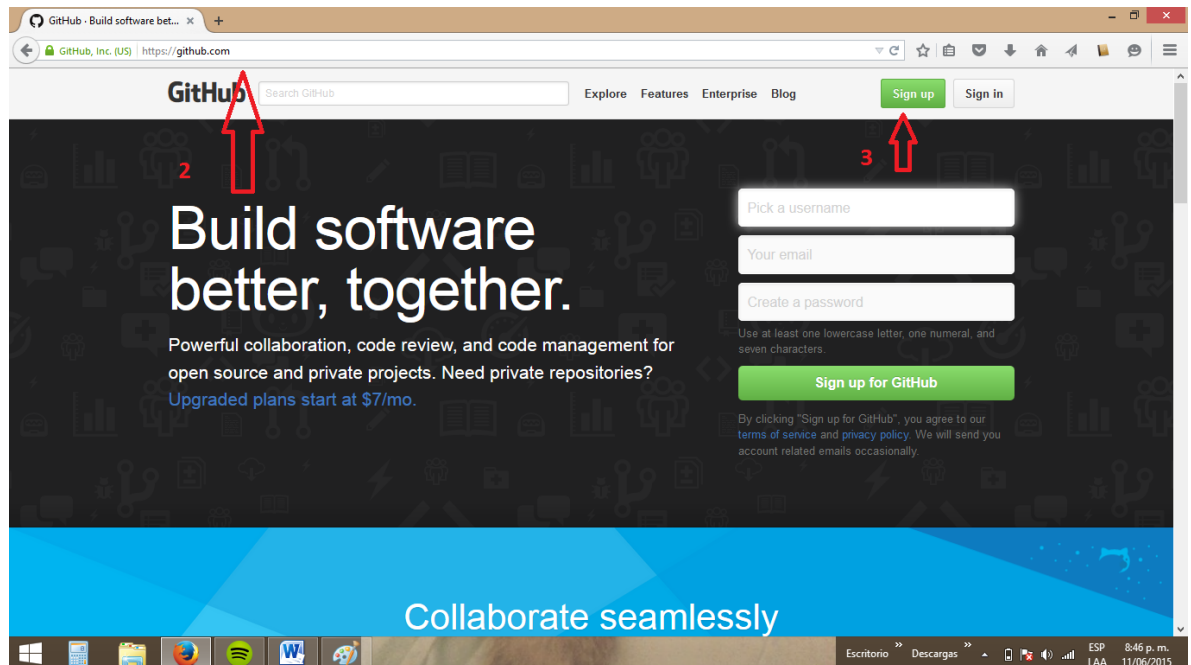 GitHub · Build software bet... × +
GitHub, Inc. (US) https://github.com
GitHub Search GitHub Explore Features Enterprise Blog Sign up Sign in
2
3
Pick a username
Build software
better, together.
Your email
Create a password
Use at least one lowercase letter, one numeral, and
seven characters.
Powerful collaboration, code review, and code management for
open source and private projects. Need private repositories?
Upgraded plans start at $7/mo.
Sign up for GitHub
By clicking "Sign up for GitHub", you agree to our
terms of service and privacy policy. We will send you
account related emails occasionally.
Collaborate seamlessly
Escritorio » Descargas » ESP 8:46 p. m.
LAA 11/06/2015